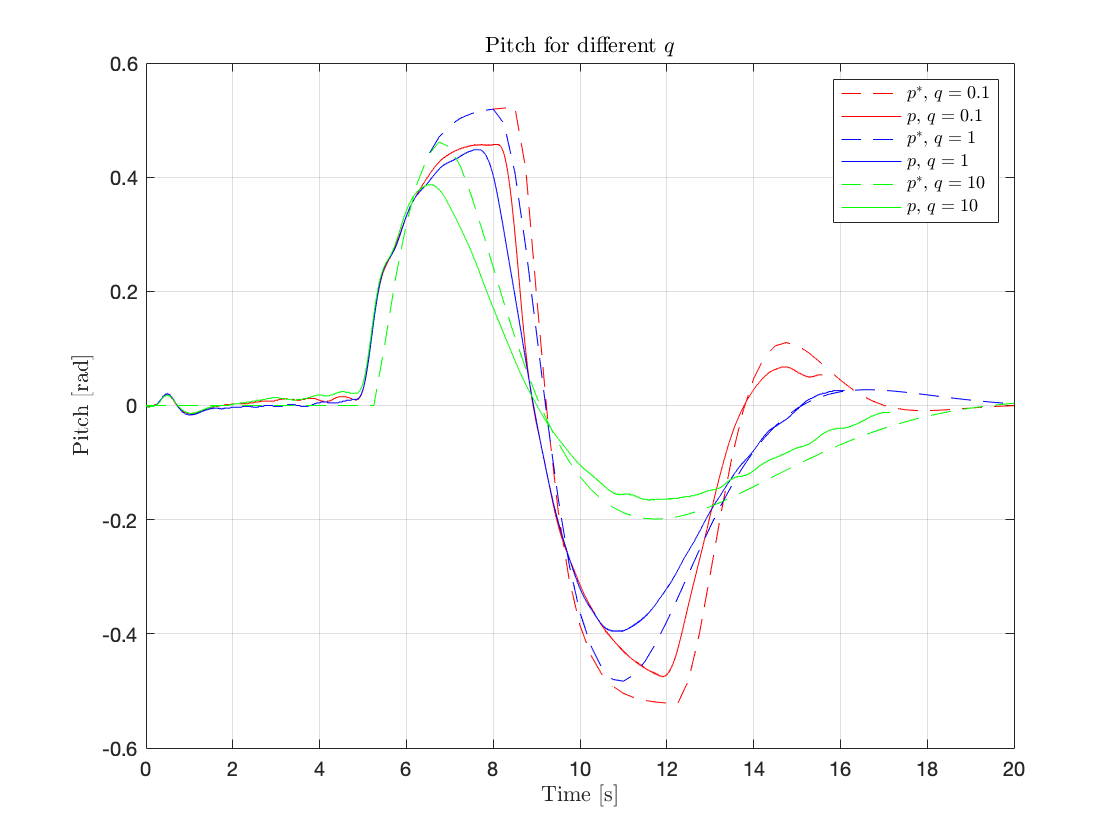 Pitch for different q
p*, q = 0.1
p, q = 0.1
p*, q = 1
p, q = 1
p*, q = 10
p, q = 10
Pitch [rad]
0.6
0.4
0.2
0
-0.2
-0.4
-0.6
0 2 4 6 8 10 12 14 16 18 20
Time [s]